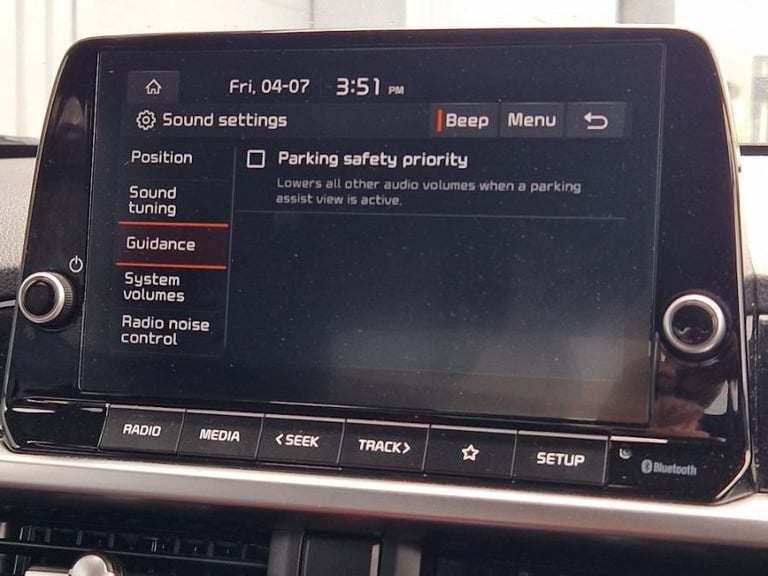 Fri, 04-07 3:51 PM
Sound settings Beep Menu
Position
Sound
tuning
Guidance
System
volumes
Radio noise
control
Parking safety priority
Lowers all other audio volumes when a parking
assist view is active.
RADIO MEDIA <SEEK TRACK> SETUP
Bluetooth